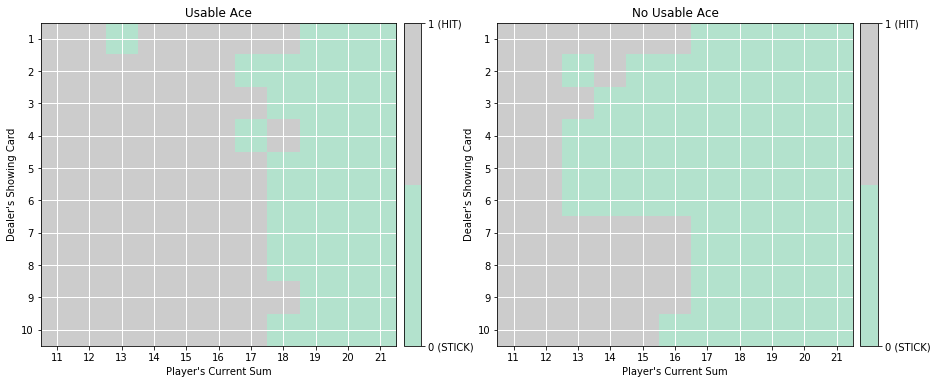 Usable Ace
1 (HIT)
1
2
3
4
5
6
7
8
9
10
Dealer's Showing Card
0 (STICK)
11 12 13 14 15 16 17 18 19 20 21
Player's Current Sum
No Usable Ace
1 (HIT)
1
2
3
4
5
6
7
8
9
10
Dealer's Showing Card
0 (STICK)
11 12 13 14 15 16 17 18 19 20 21
Player's Current Sum